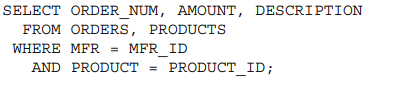 SELECT ORDER_NUM, AMOUNT, DESCRIPTION
FROM ORDERS, PRODUCTS
WHERE MFR = MFR_ID
AND PRODUCT = PRODUCT_ID;